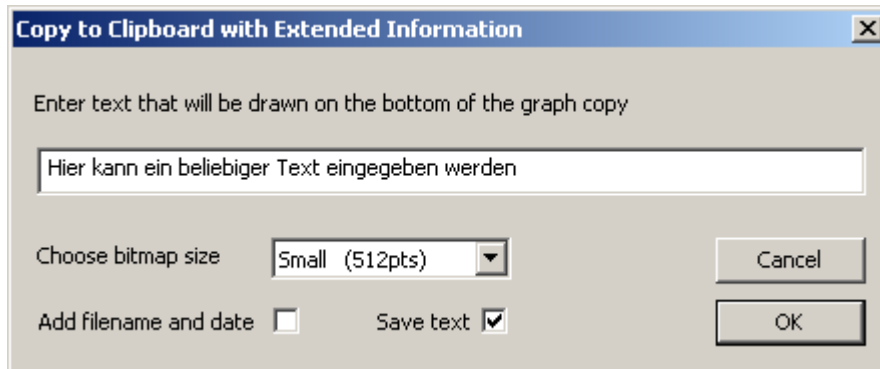 Copy to Clipboard with Extended Information
Enter text that will be drawn on the bottom of the graph copy
Hier kann ein beliebiger Text eingegeben werden
Choose bitmap size Small (512pts) Cancel
Add filename and date Save text OK